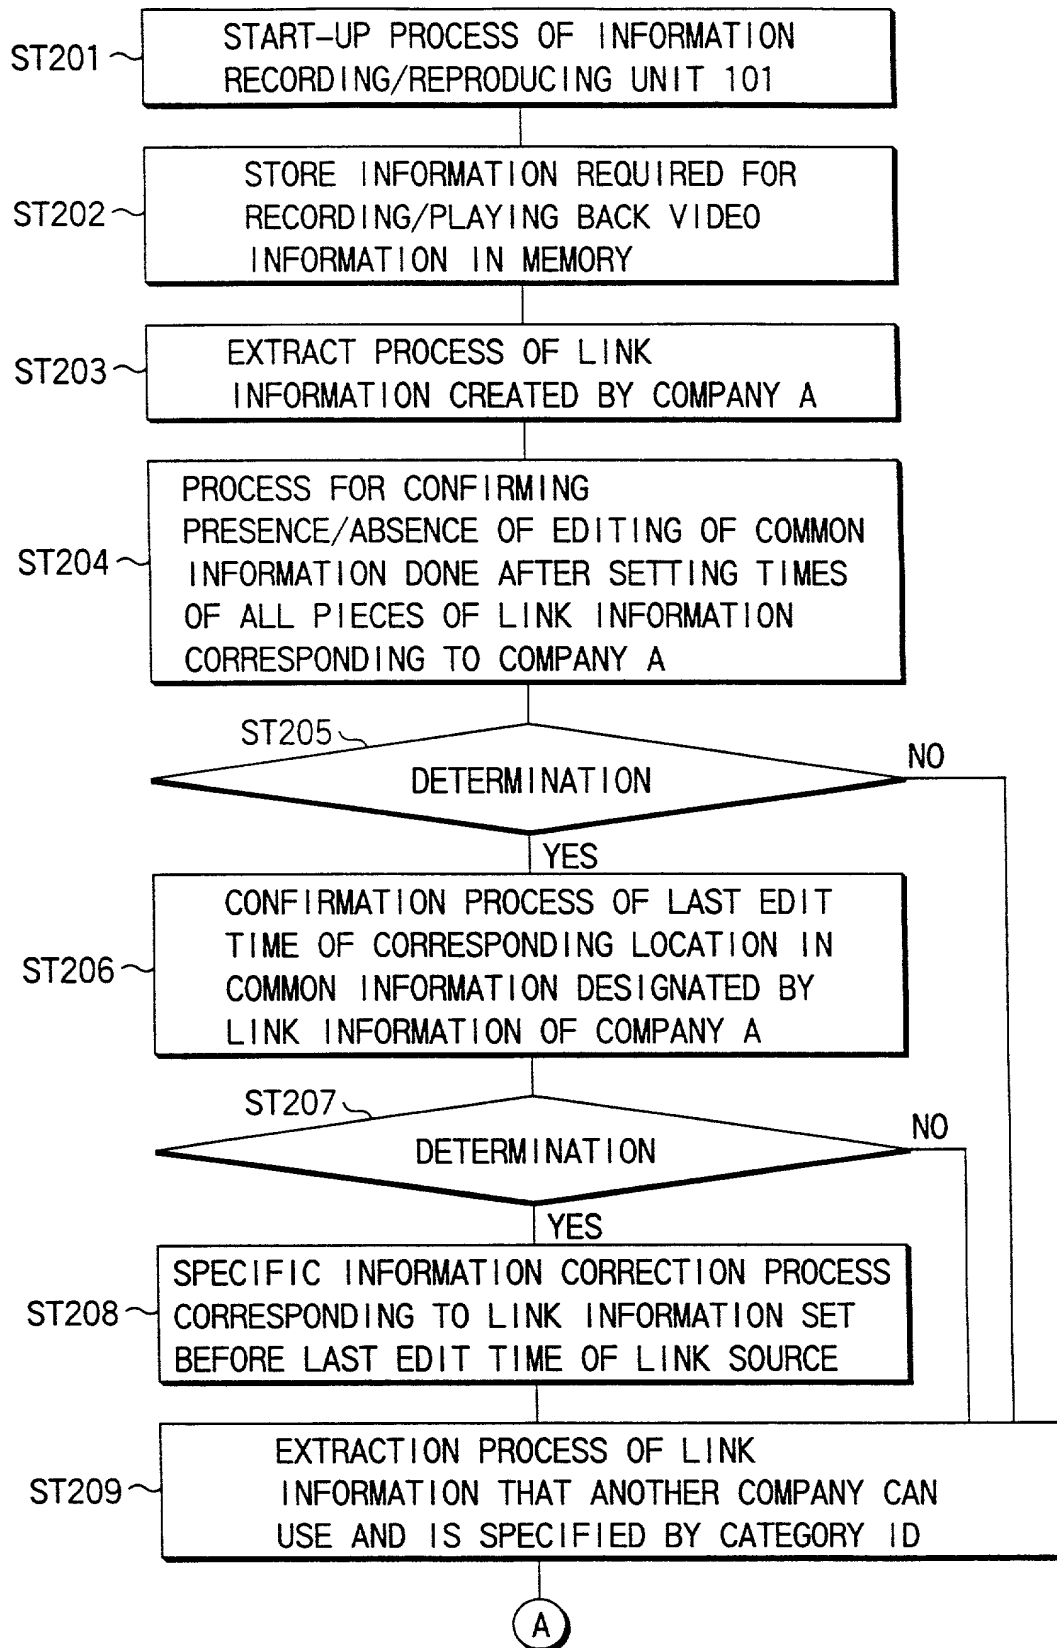 ST201
START-UP PROCESS OF INFORMATION
RECORDING/REPRODUCING UNIT 101
ST202
STORE INFORMATION REQUIRED FOR
RECORDING/PLAYING BACK VIDEO
INFORMATION IN MEMORY
ST203
EXTRACT PROCESS OF LINK
INFORMATION CREATED BY COMPANY A
ST204
PROCESS FOR CONFIRMING
PRESENCE/ABSENCE OF EDITING OF COMMON
INFORMATION DONE AFTER SETTING TIMES
OF ALL PIECES OF LINK INFORMATION
CORRESPONDING TO COMPANY A
ST205
DETERMINATION
NO
YES
ST206
CONFIRMATION PROCESS OF LAST EDIT
TIME OF CORRESPONDING LOCATION IN
COMMON INFORMATION DESIGNATED BY
LINK INFORMATION OF COMPANY A
ST207
DETERMINATION
NO
YES
ST208
SPECIFIC INFORMATION CORRECTION PROCESS
CORRESPONDING TO LINK INFORMATION SET
BEFORE LAST EDIT TIME OF LINK SOURCE
ST209
EXTRACTION PROCESS OF LINK
INFORMATION THAT ANOTHER COMPANY CAN
USE AND IS SPECIFIED BY CATEGORY ID
A